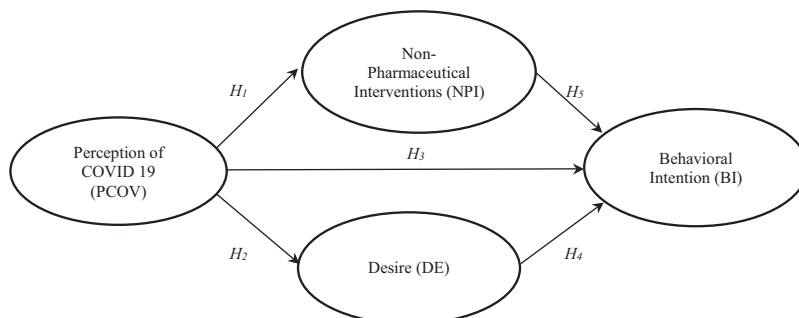 Non-
Pharmaceutical
Interventions (NPI)
H1
H5
Perception of
COVID 19
(PCOV)
H3
Behavioral
Intention (BI)
H2
Desire (DE)
H4